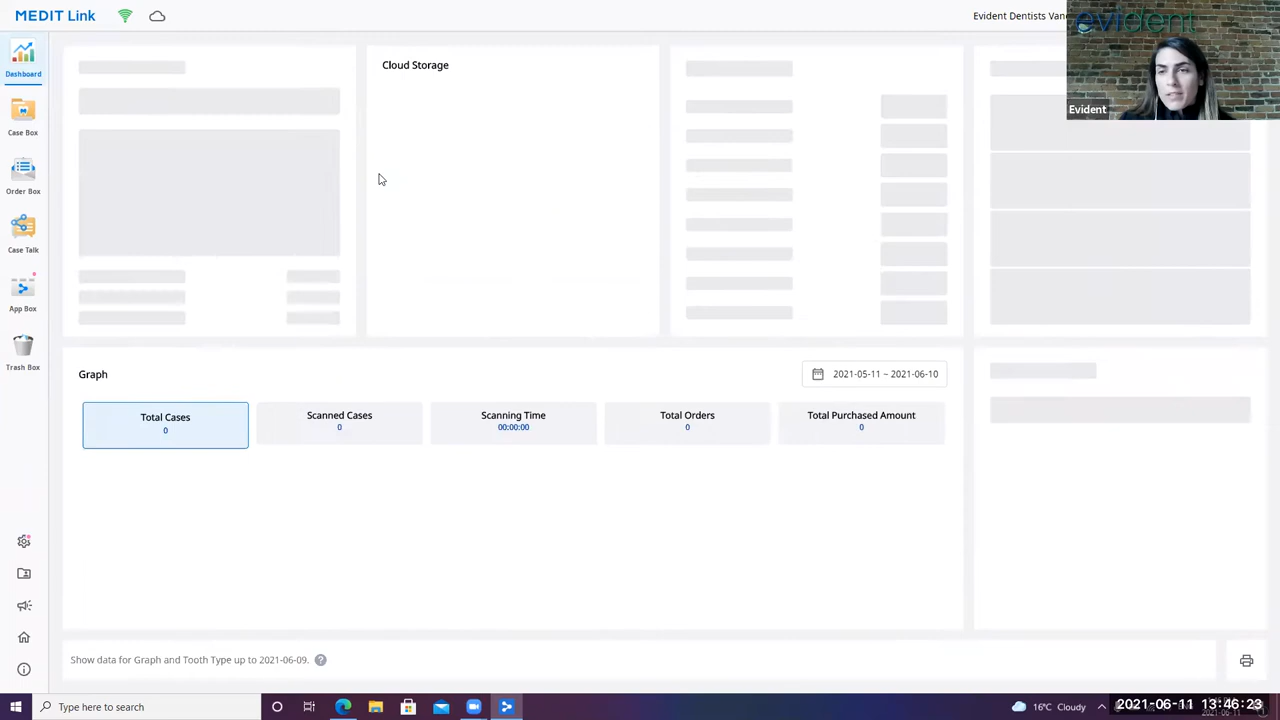 MEDIT Link
Evident Dentists Van
evident
Evident
Dashboard
Case Box
Order Box
Case Talk
App Box
Trash Box
Cloud Storage
Graph
2021-05-11 ~ 2021-06-10
Total Cases
0
Scanned Cases
0
Scanning Time
00:00:00
Total Orders
0
Total Purchased Amount
0
Show data for Graph and Tooth Type up to 2021-06-09.
?
Type here to search
16°C Cloudy
2021-06-11 13:46:23